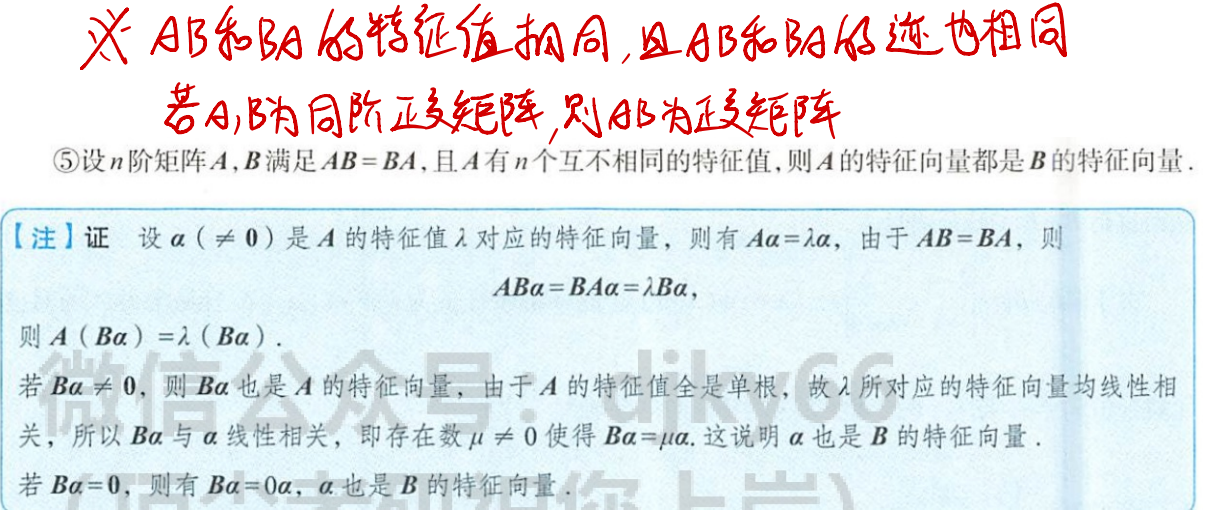 ※ AB和BA的特征值相同,且AB和BA的迹也相同
若A,B为同阶正交矩阵,则AB为正交矩阵
⑤设n阶矩阵A,B满足AB=BA,且A有n个互不相同的特征值,则A的特征向量都是B的特征向量.
【注】证 设α(≠0)是A的特征值λ对应的特征向量,则有Aα=λα,由于AB=BA,则
ABα=BAα=λBα,
则A(Bα)=λ(Bα).
若Bα≠0,则Bα也是A的特征向量,由于A的特征值全是单根,故λ所对应的特征向量均线性相
关,所以Bα与α线性相关,即存在数μ≠0使得Bα=μα.这说明α也是B的特征向量.
若Bα=0,则有Bα=0α,α也是B的特征向量.
微信公众号:djky66